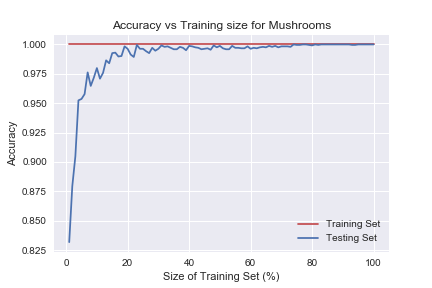 Accuracy vs Training size for Mushrooms
1.000
0.975
0.950
0.925
0.900
0.875
0.850
0.825
Accuracy
0 20 40 60 80 100
Size of Training Set (%)
Training Set
Testing Set